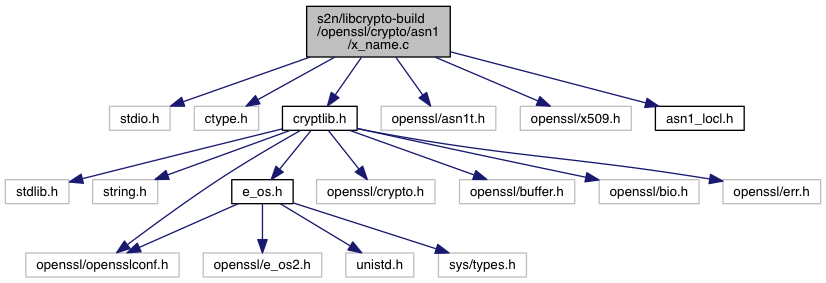 s2n/libcrypto-build
/openssl/crypto/asn1
/x_name.c
stdio.h
ctype.h
cryptlib.h
openssl/asn1t.h
openssl/x509.h
asn1_locl.h
stdlib.h
string.h
e_os.h
openssl/crypto.h
openssl/buffer.h
openssl/bio.h
openssl/err.h
openssl/opensslconf.h
openssl/e_os2.h
unistd.h
sys/types.h